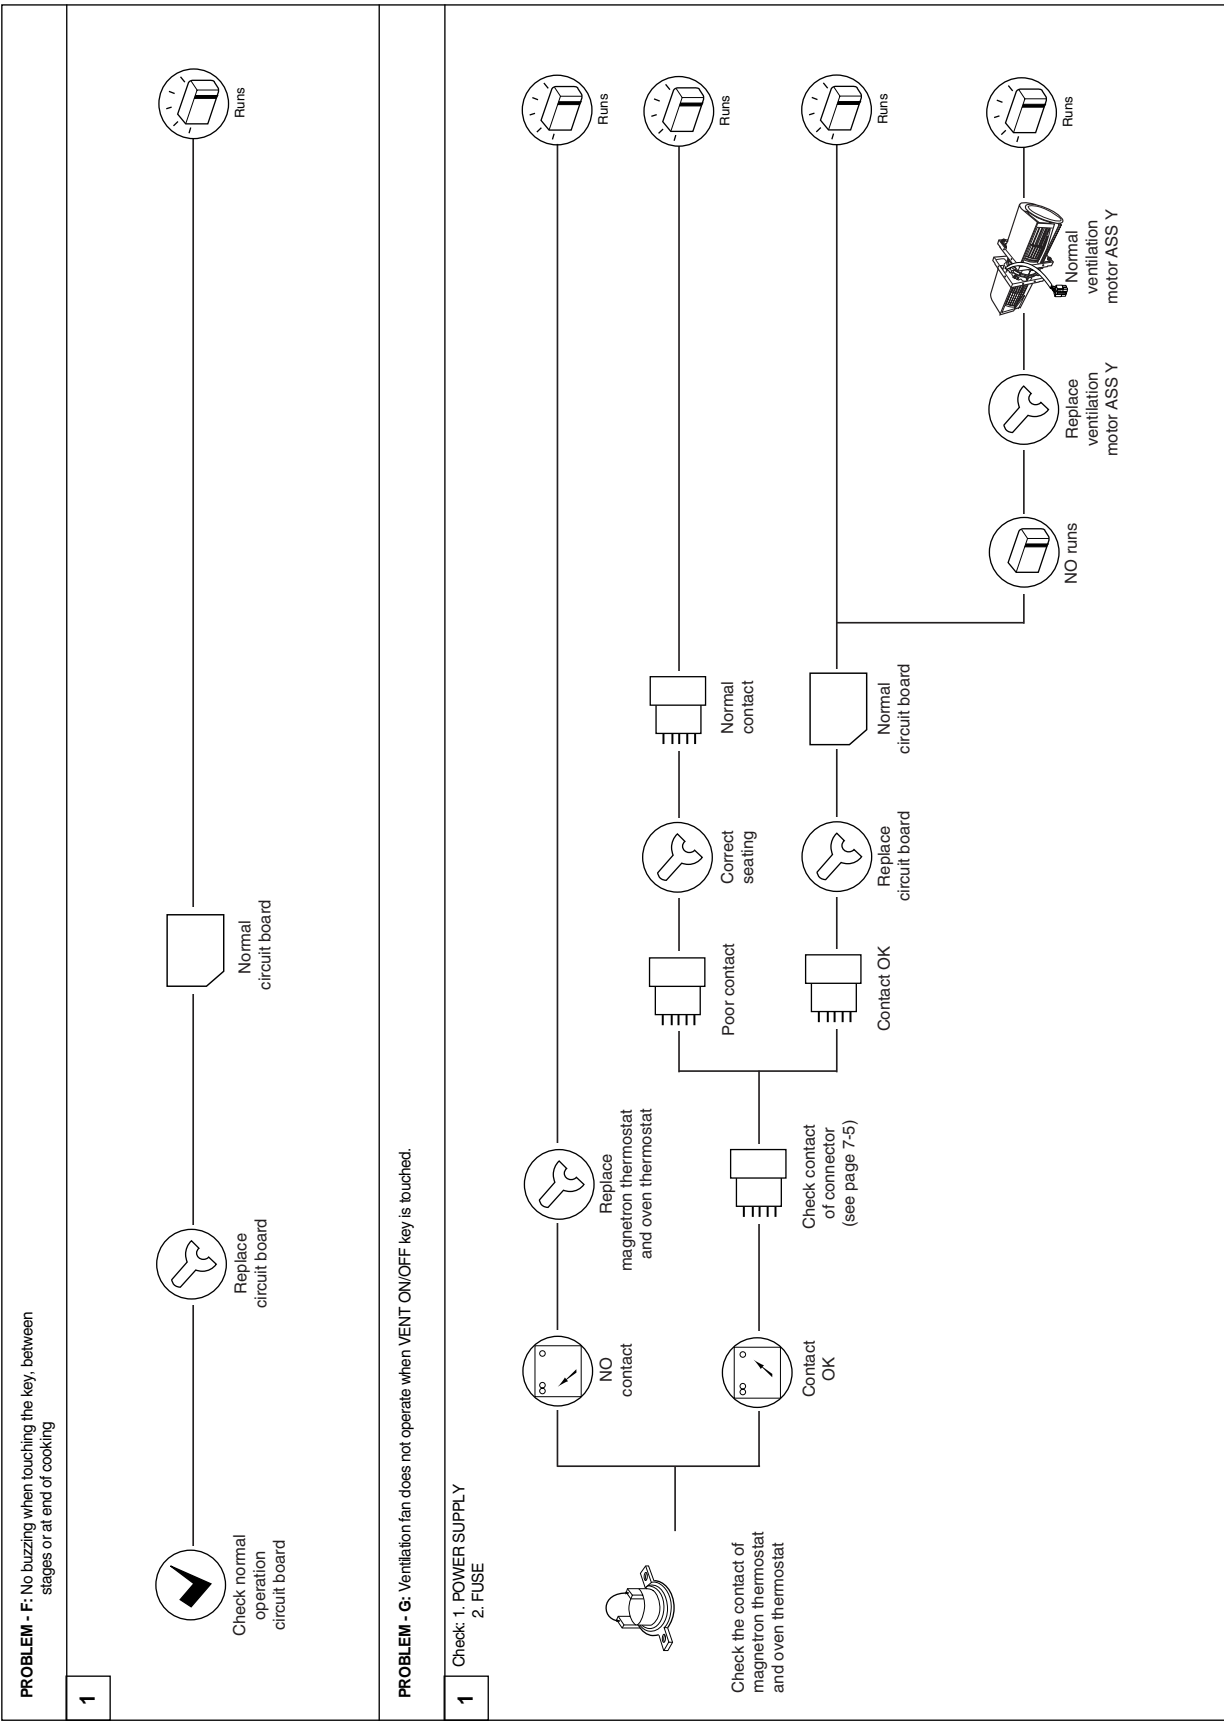 PROBLEM - F: No buzzing when touching the key, between
stages or at end of cooking
1
Check normal
operation
circuit board
Replace
circuit board
Normal
circuit board
Runs
PROBLEM - G: Ventilation fan does not operate when VENT ON/OFF key is touched.
1
Check: 1. POWER SUPPLY
2. FUSE
Check the contact of
magnetron thermostat
and oven thermostat
NO
contact
Replace
magnetron thermostat
and oven thermostat
Runs
Contact
OK
Check contact
of connector
(see page 7-5)
Poor contact
Correct
seating
Normal
contact
Runs
Contact OK
Replace
circuit board
Normal
circuit board
Runs
NO runs
Replace
ventilation
motor ASS Y
Normal
ventilation
motor ASS Y
Runs